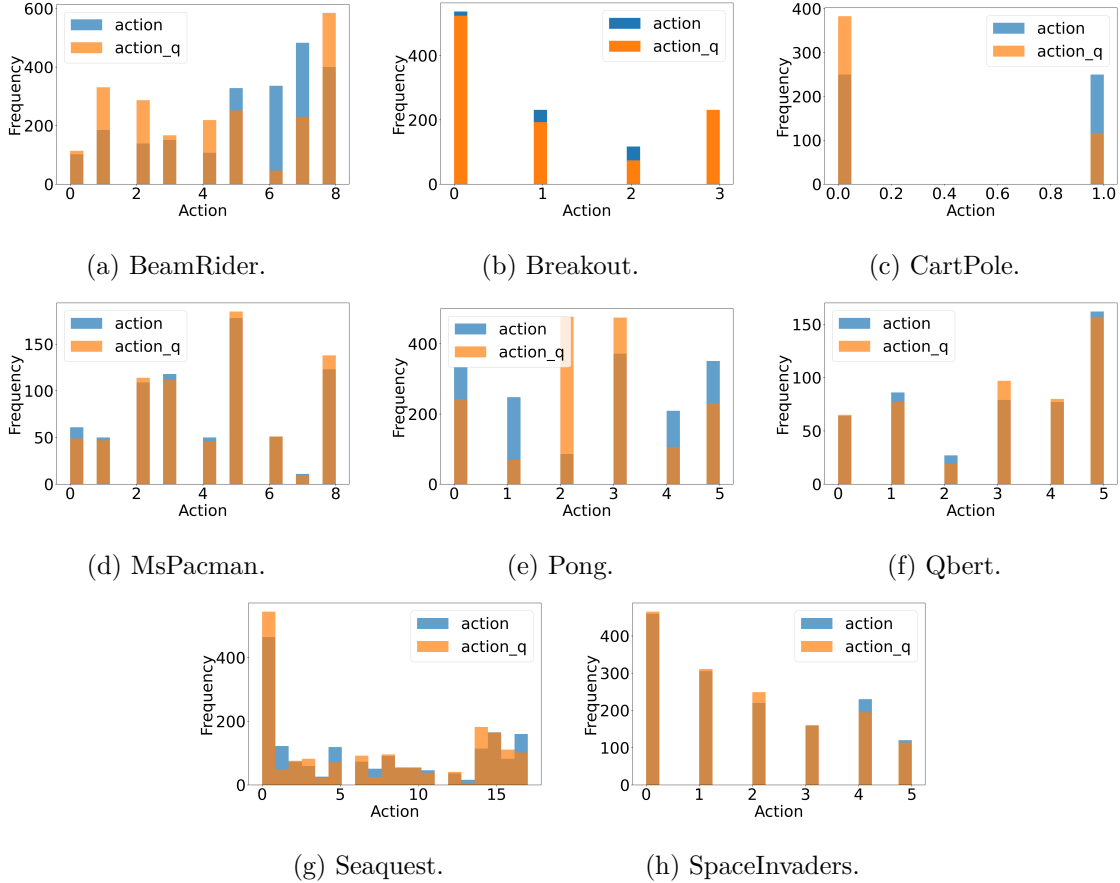 600
400
200
0
Frequency
action
action_q
0 2 4 6 8
Action
(a) BeamRider.
400
200
0
Frequency
action
action_q
0 1 2 3
Action
(b) Breakout.
400
300
200
100
0
Frequency
action
action_q
0.0 0.2 0.4 0.6 0.8 1.0
Action
(c) CartPole.
150
100
50
0
Frequency
action
action_q
0 2 4 6 8
Action
(d) MsPacman.
400
200
0
Frequency
action
action_q
0 1 2 3 4 5
Action
(e) Pong.
150
100
50
0
Frequency
action
action_q
0 1 2 3 4 5
Action
(f) Qbert.
400
200
0
Frequency
action
action_q
0 5 10 15
Action
(g) Seaquest.
400
300
200
100
0
Frequency
action
action_q
0 1 2 3 4 5
Action
(h) SpaceInvaders.